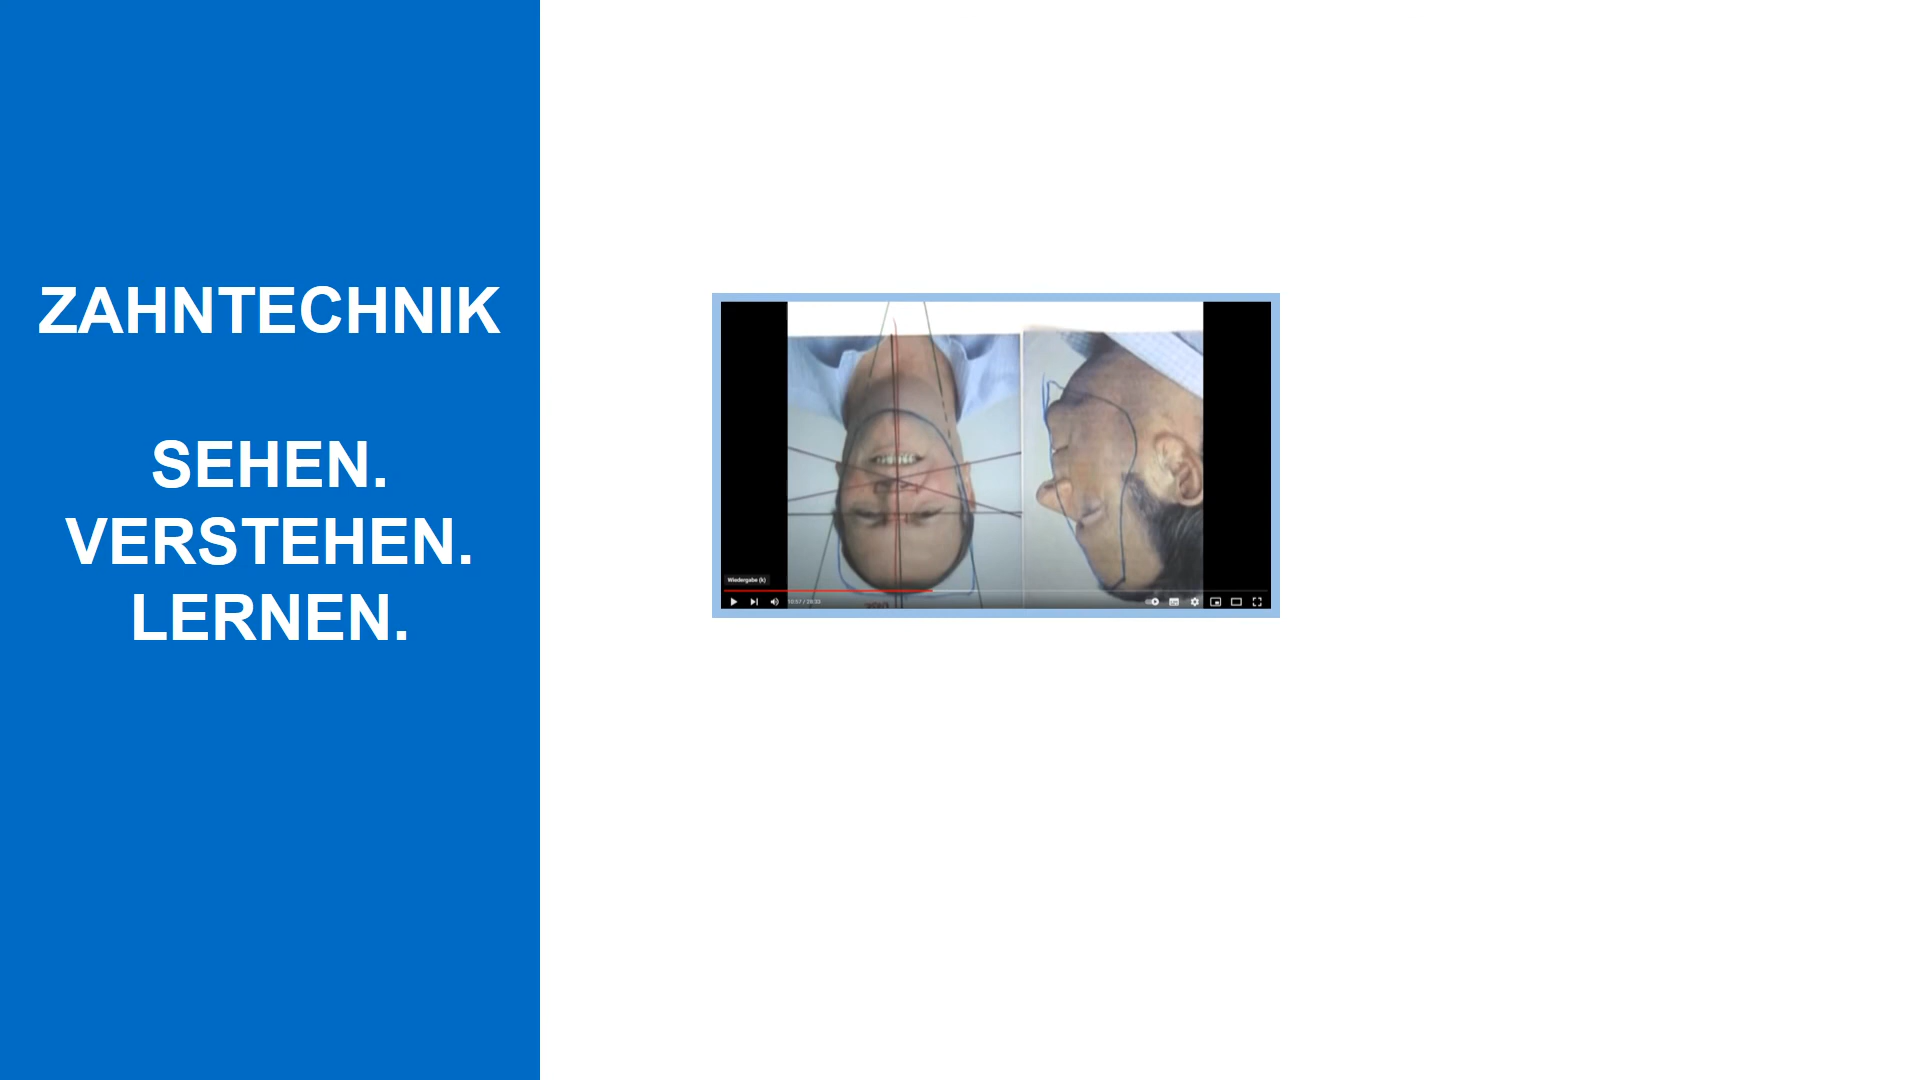 ZAHNTECHNIK
SEHEN.
VERSTEHEN.
LERNEN.
Wiedergabe (k)